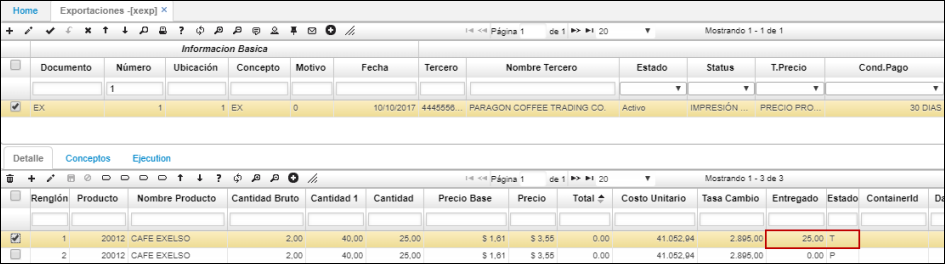 Home Exportaciones -[xexp] ×
Página 1 de 1 20 Mostrando 1 - 1 de 1
Informacion Basica
Documento Número Ubicación Concepto Motivo Fecha Tercero Nombre Tercero Estado Status T.Precio Cond.Pago
1
EX 1 1 EX 0 10/10/2017 4445556... PARAGON COFFEE TRADING CO. Activo IMPRESIÓN ... PRECIO PRO... 30 DIAS
Detalle Conceptos Ejecution
Página 1 de 1 20 Mostrando 1 - 3 de 3
Renglón Producto Nombre Producto Cantidad Bruto Cantidad 1 Cantidad Precio Base Precio Total Costo Unitario Tasa Cambio Entregado Estado ContainerId Da
1 20012 CAFE EXELSO 2,00 40,00 25,00 $ 1,61 $ 3,55 0.00 41.052,94 2.895,00 25,00 T
2 20012 CAFE EXELSO 2,00 40,00 25,00 $ 1,61 $ 3,55 0.00 41.052,94 2.895,00 0.00 P